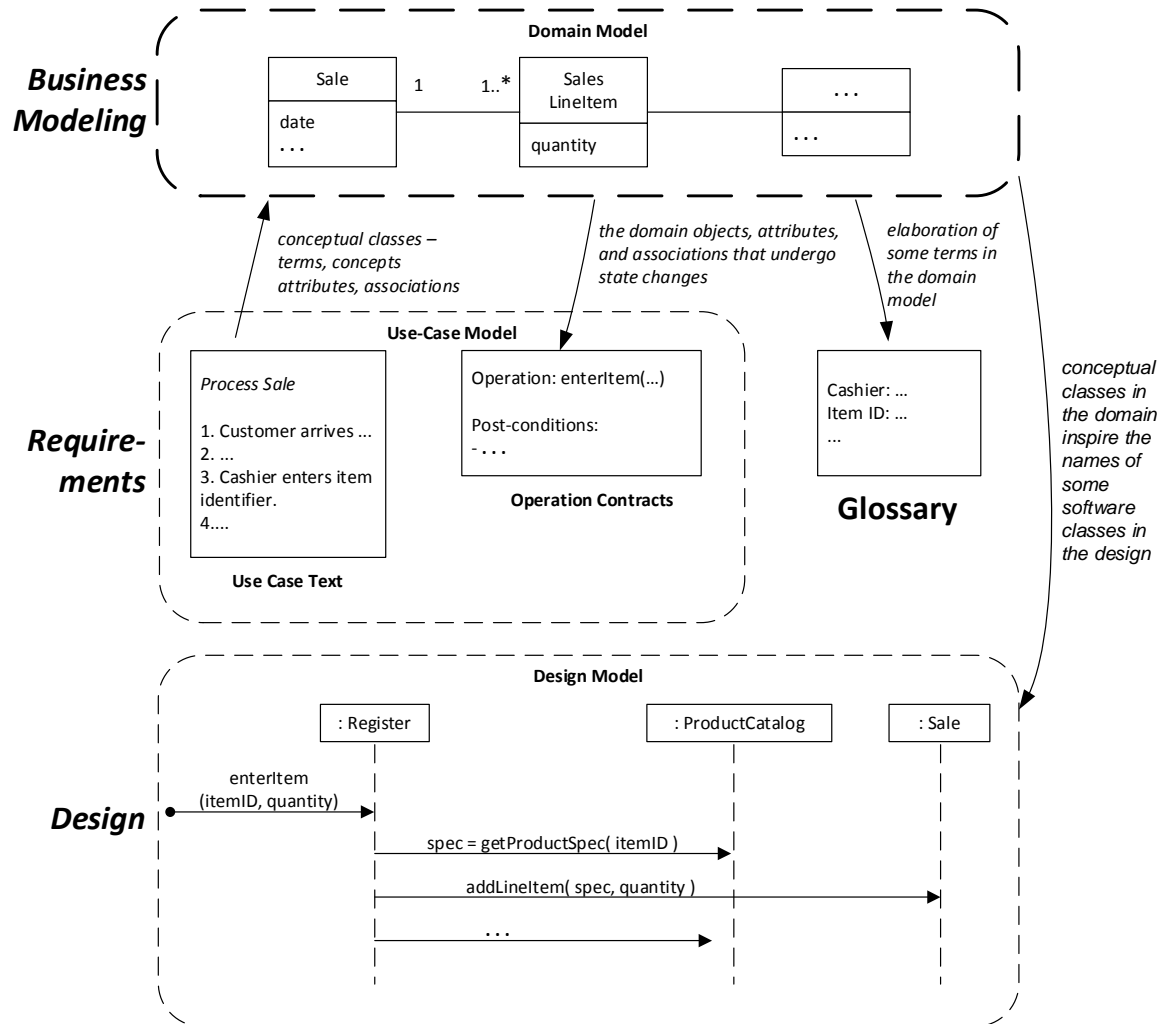 Domain Model
Business
Modeling
Sale
1
1..*
Sales
LineItem
. . .
date
. . .
quantity
. . .
conceptual classes –
terms, concepts
attributes, associations
the domain objects, attributes,
and associations that undergo
state changes
elaboration of
some terms in
the domain
model
conceptual
classes in
the domain
inspire the
names of
some
software
classes in
the design
Require-
ments
Use-Case Model
Process Sale
1. Customer arrives ...
2. ...
3. Cashier enters item
identifier.
4....
Use Case Text
Operation: enterItem(…)
Post-conditions:
- . . .
Operation Contracts
Cashier: …
Item ID: …
…
Glossary
Design
Design Model
: Register
: ProductCatalog
: Sale
enterItem
(itemID, quantity)
spec = getProductSpec( itemID )
addLineItem( spec, quantity )
. . .